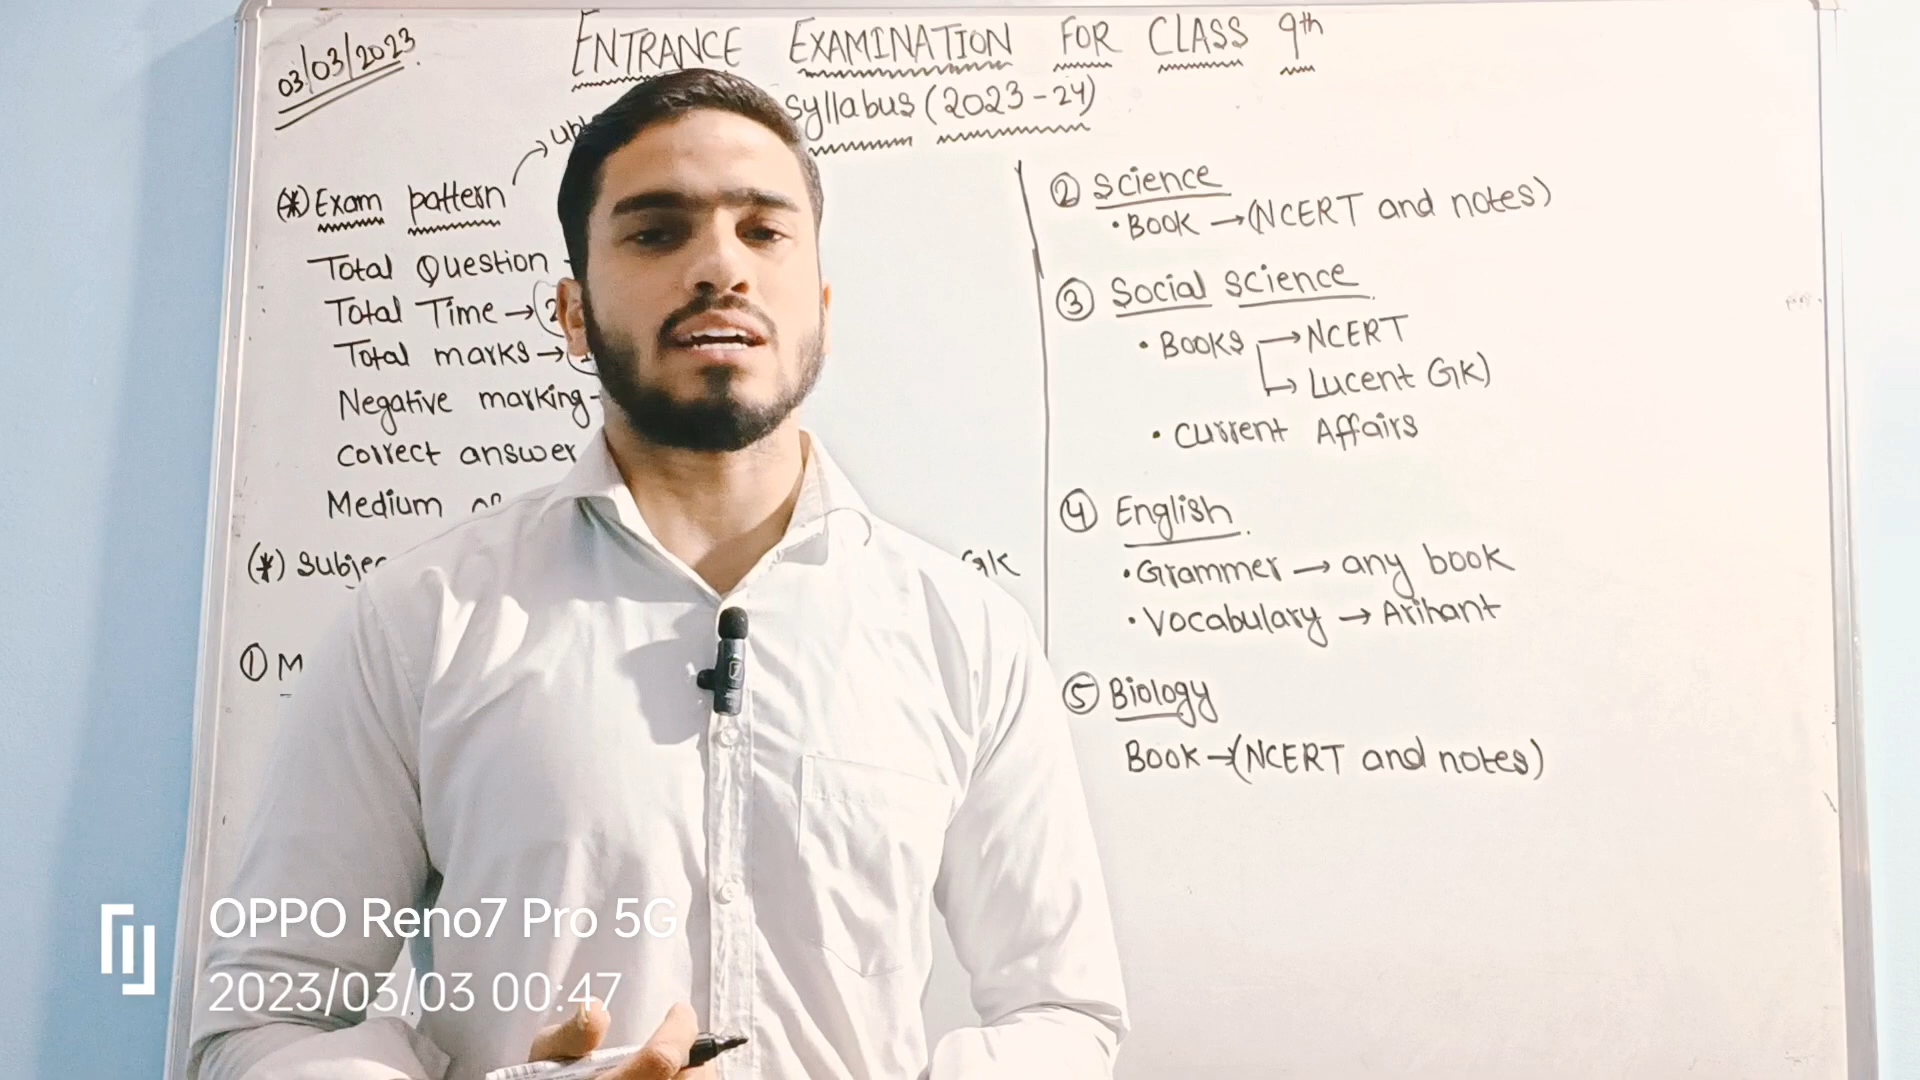 03/03/2023
ENTRANCE EXAMINATION FOR CLASS 9th
syllabus (2023-24)
(*) Exam pattern
Total Question
Total Time →
Total marks →
Negative marking-
correct answer
Medium
(*)
GK
① M
② Science
• Book → (NCERT and notes)
③ Social science
• Books → NCERT
→ Lucent GK)
• Current Affairs
④ English
• Grammer → any book
• Vocabulary → Arihant
⑤ Biology
Book → (NCERT and notes)
OPPO Reno7 Pro 5G
2023/03/03 00:47